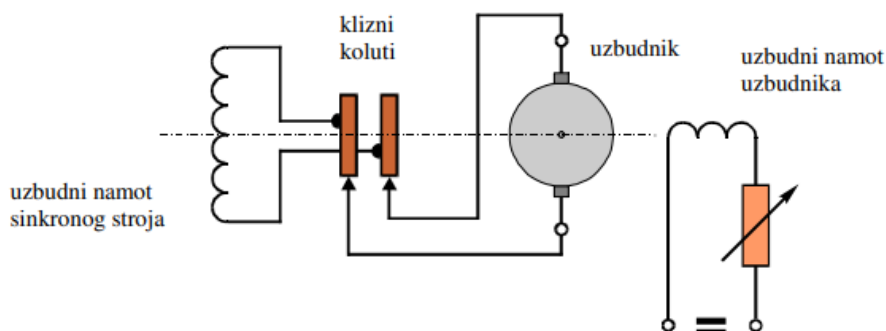 klizni
koluti
uzbudnik
uzbudni namot
uzbudnika
uzbudni namot
sinkronog stroja